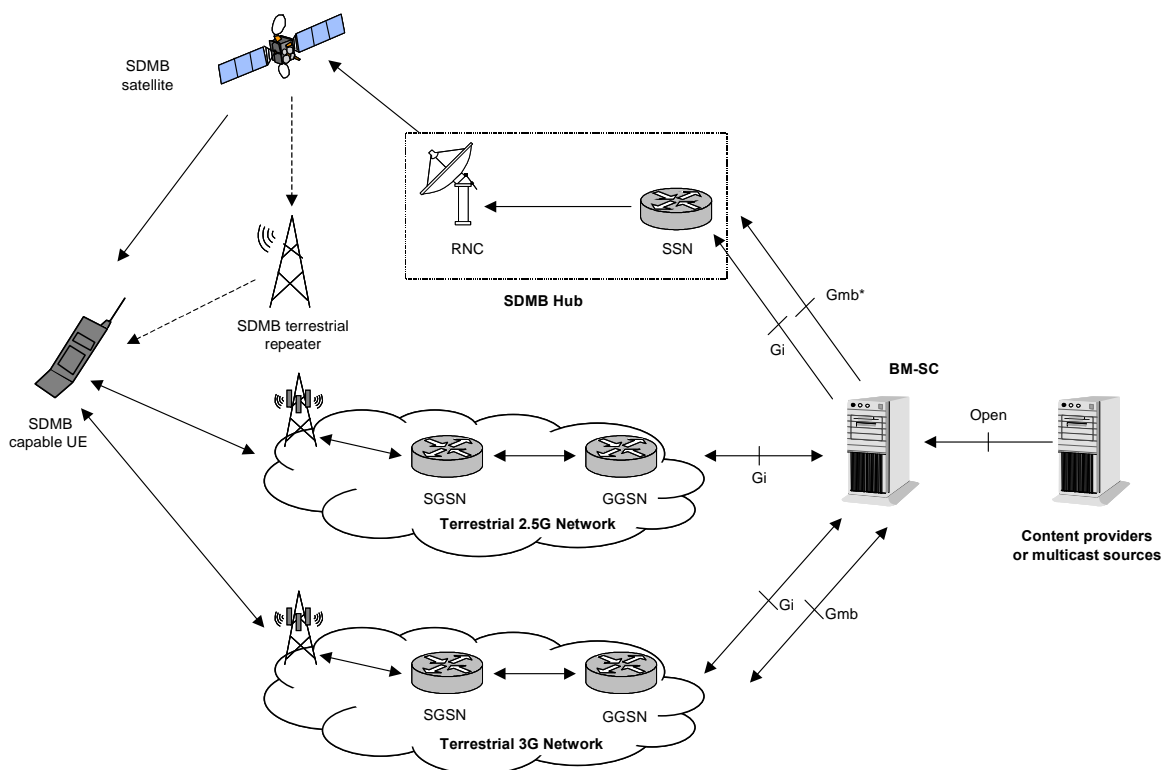 SDMB
satellite
RNC
SSN
SDMB Hub
Gmb*
Gi
SDMB terrestrial
repeater
BM-SC
SDMB
capable UE
Open
SGSN
GGSN
Gi
Terrestrial 2.5G Network
Content providers
or multicast sources
Gi
Gmb
SGSN
GGSN
Terrestrial 3G Network